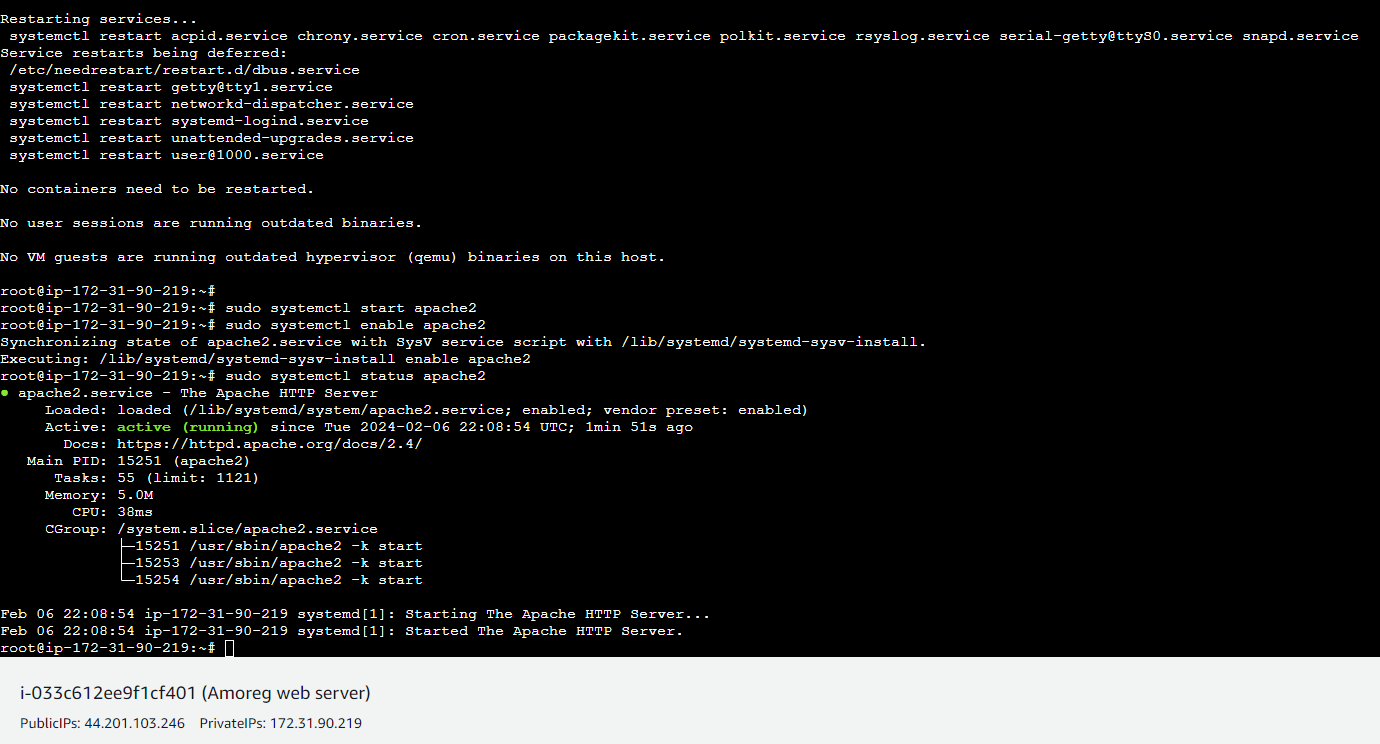 Restarting services...
 systemctl restart acpid.service chrony.service cron.service packagekit.service polkit.service rsyslog.service serial-getty@ttyS0.service snapd.service
Service restarts being deferred:
 /etc/needrestart/restart.d/dbus.service
 systemctl restart getty@tty1.service
 systemctl restart networkd-dispatcher.service
 systemctl restart systemd-logind.service
 systemctl restart unattended-upgrades.service
 systemctl restart user@1000.service

No containers need to be restarted.

No user sessions are running outdated binaries.

No VM guests are running outdated hypervisor (qemu) binaries on this host.

root@ip-172-31-90-219:~#
root@ip-172-31-90-219:~# sudo systemctl start apache2
root@ip-172-31-90-219:~# sudo systemctl enable apache2
Synchronizing state of apache2.service with SysV service script with /lib/systemd/systemd-sysv-install.
Executing: /lib/systemd/systemd-sysv-install enable apache2
root@ip-172-31-90-219:~# sudo systemctl status apache2
● apache2.service - The Apache HTTP Server
     Loaded: loaded (/lib/systemd/system/apache2.service; enabled; vendor preset: enabled)
     Active: active (running) since Tue 2024-02-06 22:08:54 UTC; 1min 51s ago
       Docs: https://httpd.apache.org/docs/2.4/
   Main PID: 15251 (apache2)
      Tasks: 55 (limit: 1121)
     Memory: 5.0M
        CPU: 38ms
     CGroup: /system.slice/apache2.service
             ├─15251 /usr/sbin/apache2 -k start
             ├─15253 /usr/sbin/apache2 -k start
             └─15254 /usr/sbin/apache2 -k start

Feb 06 22:08:54 ip-172-31-90-219 systemd[1]: Starting The Apache HTTP Server...
Feb 06 22:08:54 ip-172-31-90-219 systemd[1]: Started The Apache HTTP Server.
root@ip-172-31-90-219:~#
i-033c612ee9f1cf401 (Amoreg web server)
PublicIPs: 44.201.103.246 PrivateIPs: 172.31.90.219